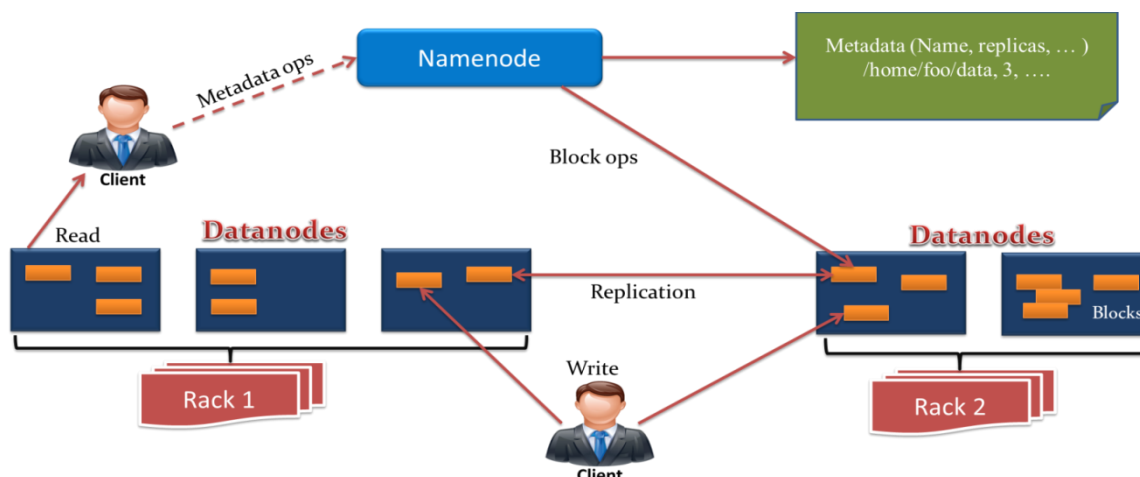 Namenode
Metadata (Name, replicas, … )
/home/foo/data, 3, ….
Metadata ops
Client
Block ops
Read
Datanodes
Datanodes
Replication
Blocks
Rack 1
Write
Rack 2
Client